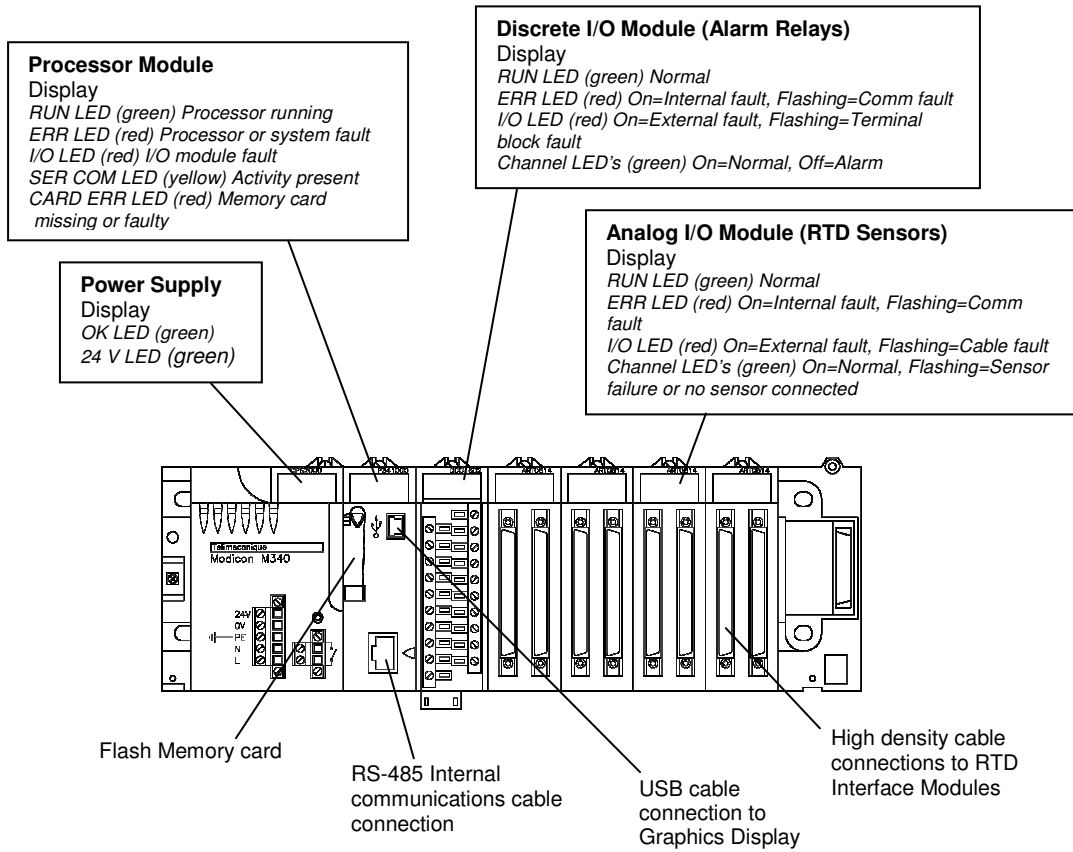 Discrete I/O Module (Alarm Relays)
Display
RUN LED (green) Normal
ERR LED (red) On=Internal fault, Flashing=Comm fault
I/O LED (red) On=External fault, Flashing=Terminal
block fault
Channel LED's (green) On=Normal, Off=Alarm
Processor Module
Display
RUN LED (green) Processor running
ERR LED (red) Processor or system fault
I/O LED (red) I/O module fault
SER COM LED (yellow) Activity present
CARD ERR LED (red) Memory card
missing or faulty
Analog I/O Module (RTD Sensors)
Display
RUN LED (green) Normal
ERR LED (red) On=Internal fault, Flashing=Comm
fault
I/O LED (red) On=External fault, Flashing=Cable fault
Channel LED's (green) On=Normal, Flashing=Sensor
failure or no sensor connected
Power Supply
Display
OK LED (green)
24 V LED (green)
Telimecanique
Modicon M340
24V
0V
PE
N
L
Flash Memory card
RS-485 Internal
communications cable
connection
USB cable
connection to
Graphics Display
High density cable
connections to RTD
Interface Modules